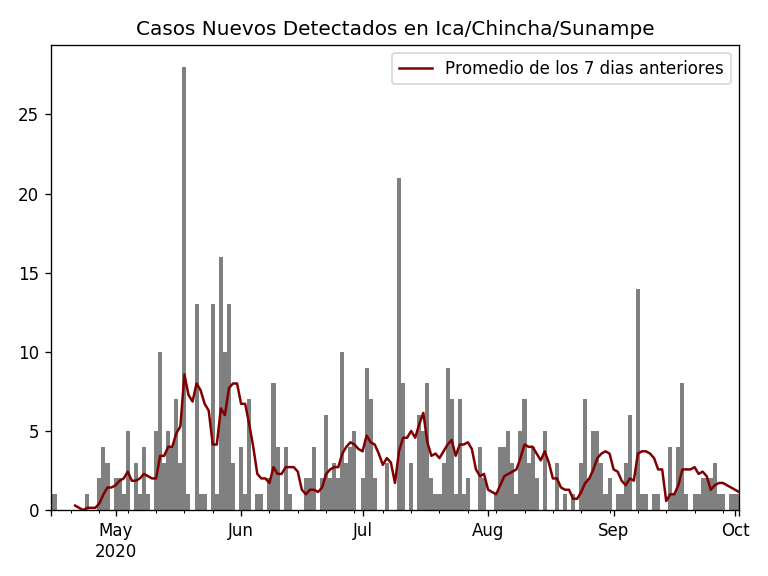 Casos Nuevos Detectados en Ica/Chincha/Sunampe
Promedio de los 7 dias anteriores
25
20
15
10
5
0
May Jun Jul Aug Sep Oct
2020